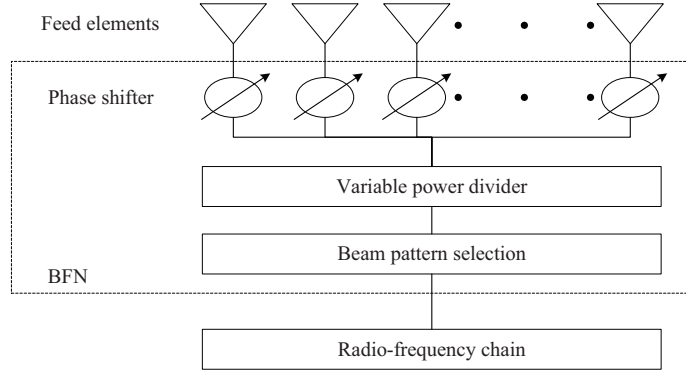 Feed elements
Phase shifter
Variable power divider
Beam pattern selection
BFN
Radio-frequency chain